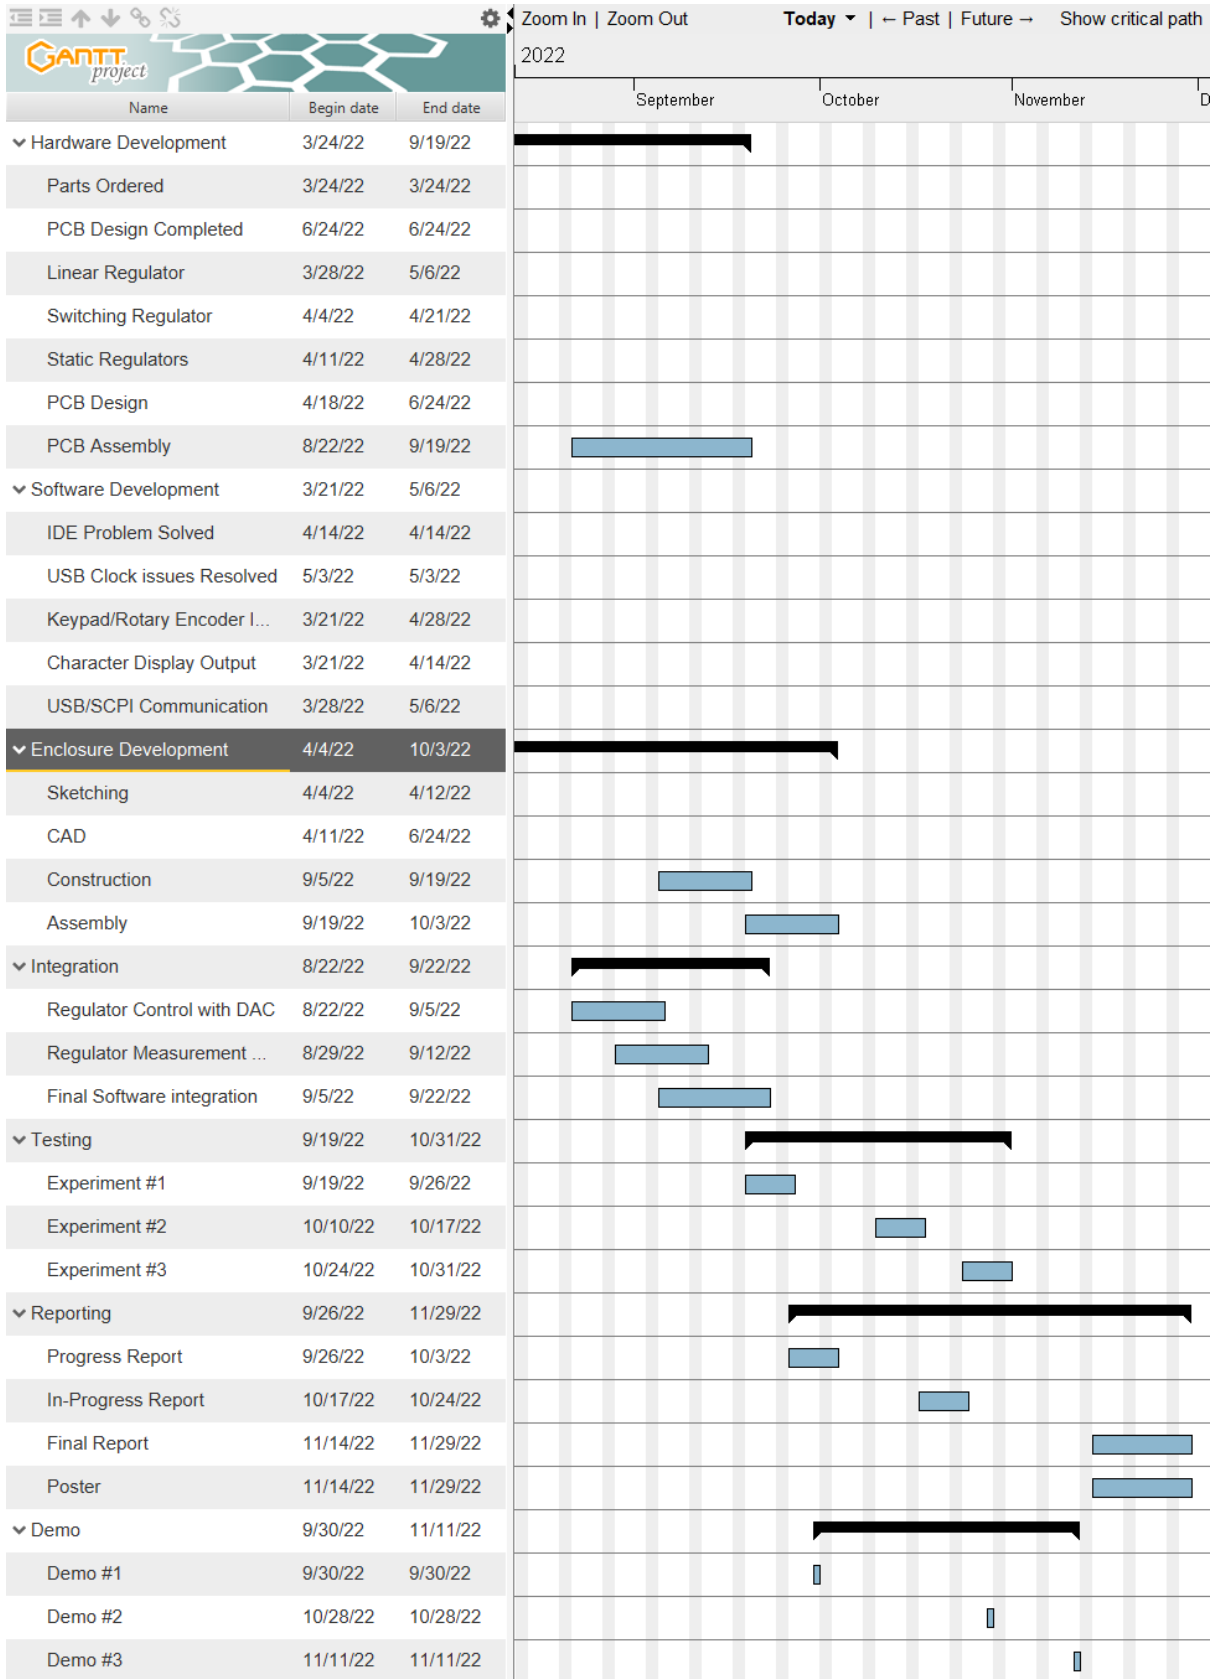 Zoom In | Zoom Out Today | ← Past | Future → Show critical path
GANTT project
2022
Name Begin date End date September October November D
Hardware Development 3/24/22 9/19/22
Parts Ordered 3/24/22 3/24/22
PCB Design Completed 6/24/22 6/24/22
Linear Regulator 3/28/22 5/6/22
Switching Regulator 4/4/22 4/21/22
Static Regulators 4/11/22 4/28/22
PCB Design 4/18/22 6/24/22
PCB Assembly 8/22/22 9/19/22
Software Development 3/21/22 5/6/22
IDE Problem Solved 4/14/22 4/14/22
USB Clock issues Resolved 5/3/22 5/3/22
Keypad/Rotary Encoder I... 3/21/22 4/28/22
Character Display Output 3/21/22 4/14/22
USB/SCPI Communication 3/28/22 5/6/22
Enclosure Development 4/4/22 10/3/22
Sketching 4/4/22 4/12/22
CAD 4/11/22 6/24/22
Construction 9/5/22 9/19/22
Assembly 9/19/22 10/3/22
Integration 8/22/22 9/22/22
Regulator Control with DAC 8/22/22 9/5/22
Regulator Measurement ... 8/29/22 9/12/22
Final Software integration 9/5/22 9/22/22
Testing 9/19/22 10/31/22
Experiment #1 9/19/22 9/26/22
Experiment #2 10/10/22 10/17/22
Experiment #3 10/24/22 10/31/22
Reporting 9/26/22 11/29/22
Progress Report 9/26/22 10/3/22
In-Progress Report 10/17/22 10/24/22
Final Report 11/14/22 11/29/22
Poster 11/14/22 11/29/22
Demo 9/30/22 11/11/22
Demo #1 9/30/22 9/30/22
Demo #2 10/28/22 10/28/22
Demo #3 11/11/22 11/11/22